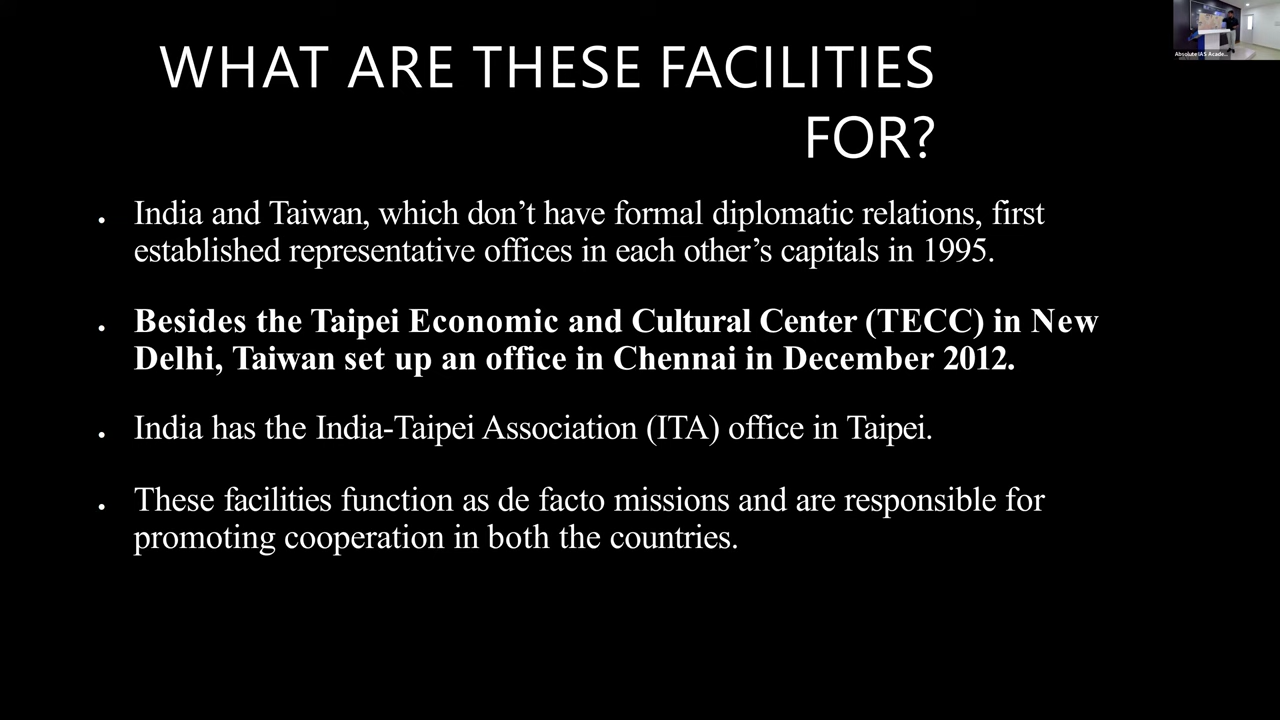 WHAT ARE THESE FACILITIES
FOR?
Absolute IAS Acade...
• India and Taiwan, which don’t have formal diplomatic relations, first
established representative offices in each other’s capitals in 1995.
• Besides the Taipei Economic and Cultural Center (TECC) in New
Delhi, Taiwan set up an office in Chennai in December 2012.
• India has the India-Taipei Association (ITA) office in Taipei.
• These facilities function as de facto missions and are responsible for
promoting cooperation in both the countries.